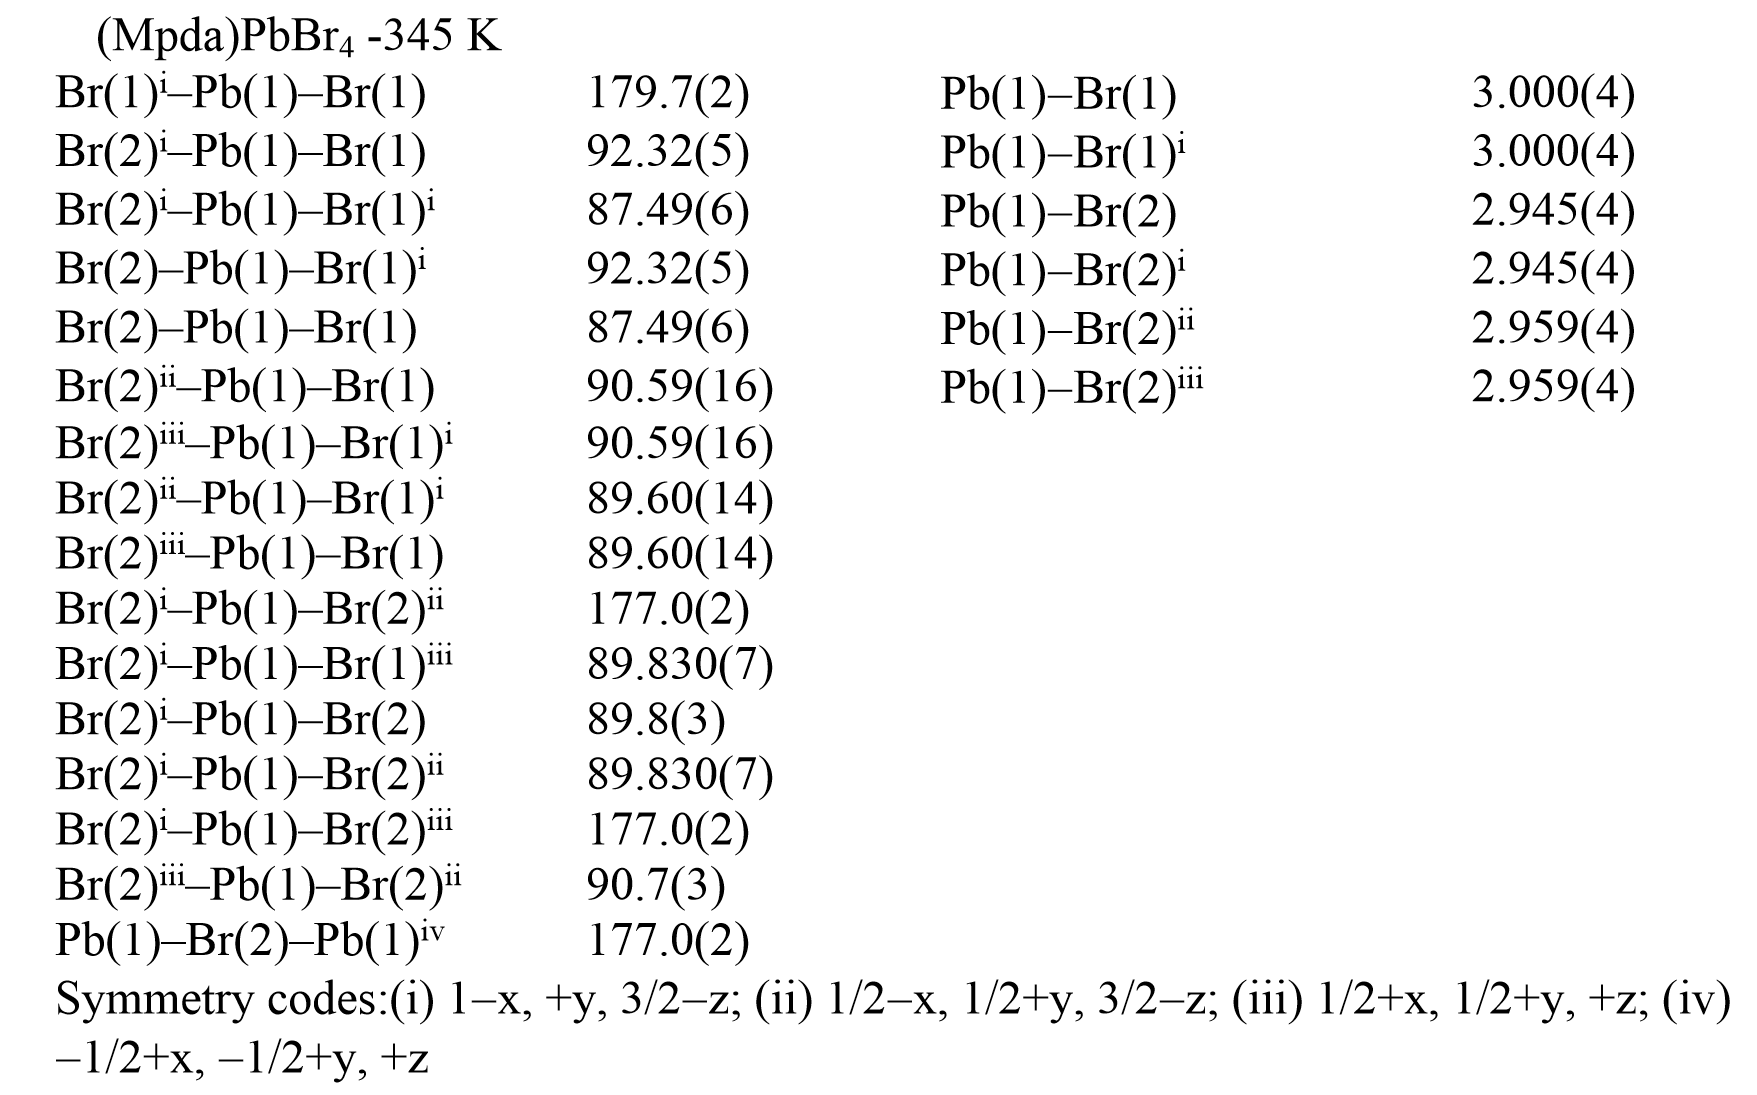 (Mpda)PbBr₄ -345 K
Br(1)ⁱ–Pb(1)–Br(1) 179.7(2) Pb(1)–Br(1) 3.000(4)
Br(2)ⁱ–Pb(1)–Br(1) 92.32(5) Pb(1)–Br(1)ⁱ 3.000(4)
Br(2)ⁱ–Pb(1)–Br(1)ⁱ 87.49(6) Pb(1)–Br(2) 2.945(4)
Br(2)–Pb(1)–Br(1)ⁱ 92.32(5) Pb(1)–Br(2)ⁱ 2.945(4)
Br(2)–Pb(1)–Br(1) 87.49(6) Pb(1)–Br(2)ⁱⁱ 2.959(4)
Br(2)ⁱⁱ–Pb(1)–Br(1) 90.59(16) Pb(1)–Br(2)ⁱⁱⁱ 2.959(4)
Br(2)ⁱⁱⁱ–Pb(1)–Br(1)ⁱ 90.59(16)
Br(2)ⁱⁱ–Pb(1)–Br(1)ⁱ 89.60(14)
Br(2)ⁱⁱⁱ–Pb(1)–Br(1) 89.60(14)
Br(2)ⁱ–Pb(1)–Br(2)ⁱⁱ 177.0(2)
Br(2)ⁱ–Pb(1)–Br(1)ⁱⁱⁱ 89.830(7)
Br(2)ⁱ–Pb(1)–Br(2) 89.8(3)
Br(2)ⁱ–Pb(1)–Br(2)ⁱⁱ 89.830(7)
Br(2)ⁱ–Pb(1)–Br(2)ⁱⁱⁱ 177.0(2)
Br(2)ⁱⁱⁱ–Pb(1)–Br(2)ⁱⁱ 90.7(3)
Pb(1)–Br(2)–Pb(1)ⁱᵛ 177.0(2)
Symmetry codes:(i) 1–x, +y, 3/2–z; (ii) 1/2–x, 1/2+y, 3/2–z; (iii) 1/2+x, 1/2+y, +z; (iv)
–1/2+x, –1/2+y, +z